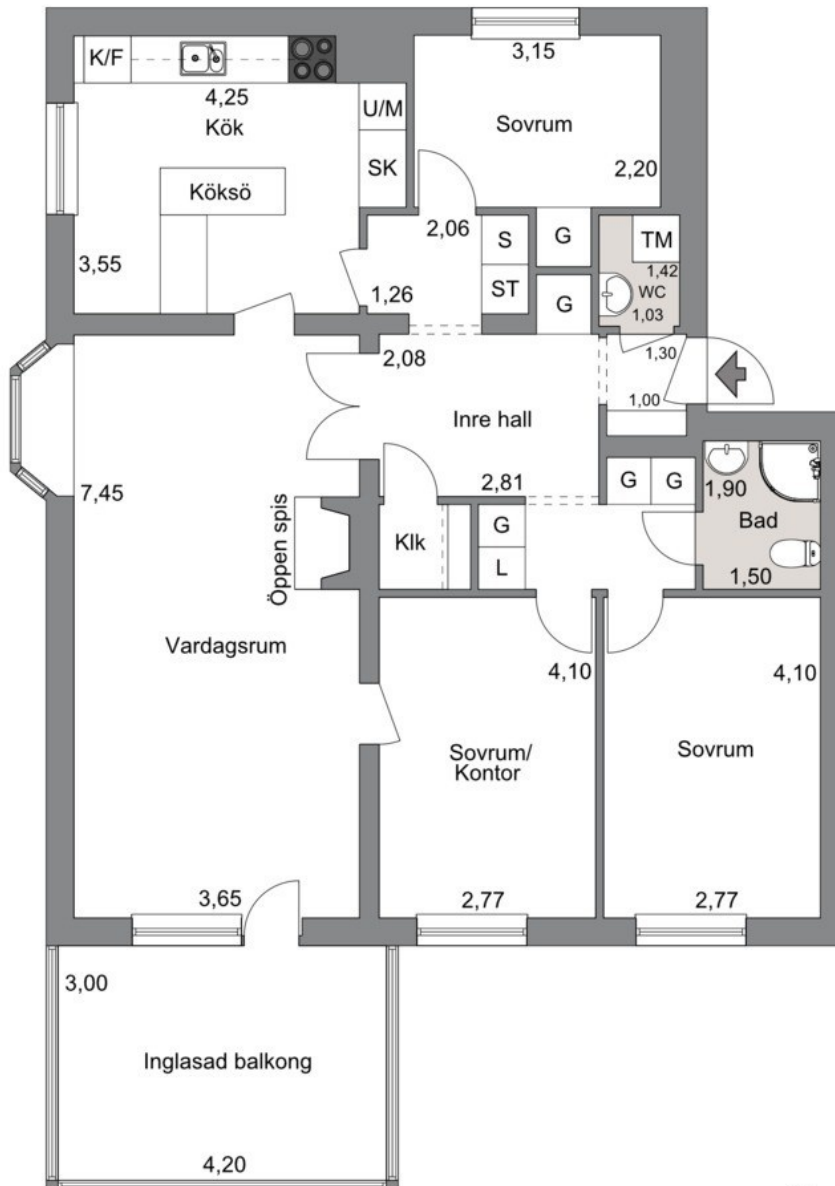 K/F
4,25
Kök
U/M
SK
Köksö
3,55
3,15
Sovrum
2,20
2,06
1,26
S
ST
G
G
TM
1,42
WC
1,03
1,30
1,00
2,08
Inre hall
2,81
7,45
Öppen spis
Vardagsrum
3,65
Klk
G
L
G
G
1,90
Bad
1,50
4,10
Sovrum/
Kontor
2,77
4,10
Sovrum
2,77
3,00
Inglasad balkong
4,20